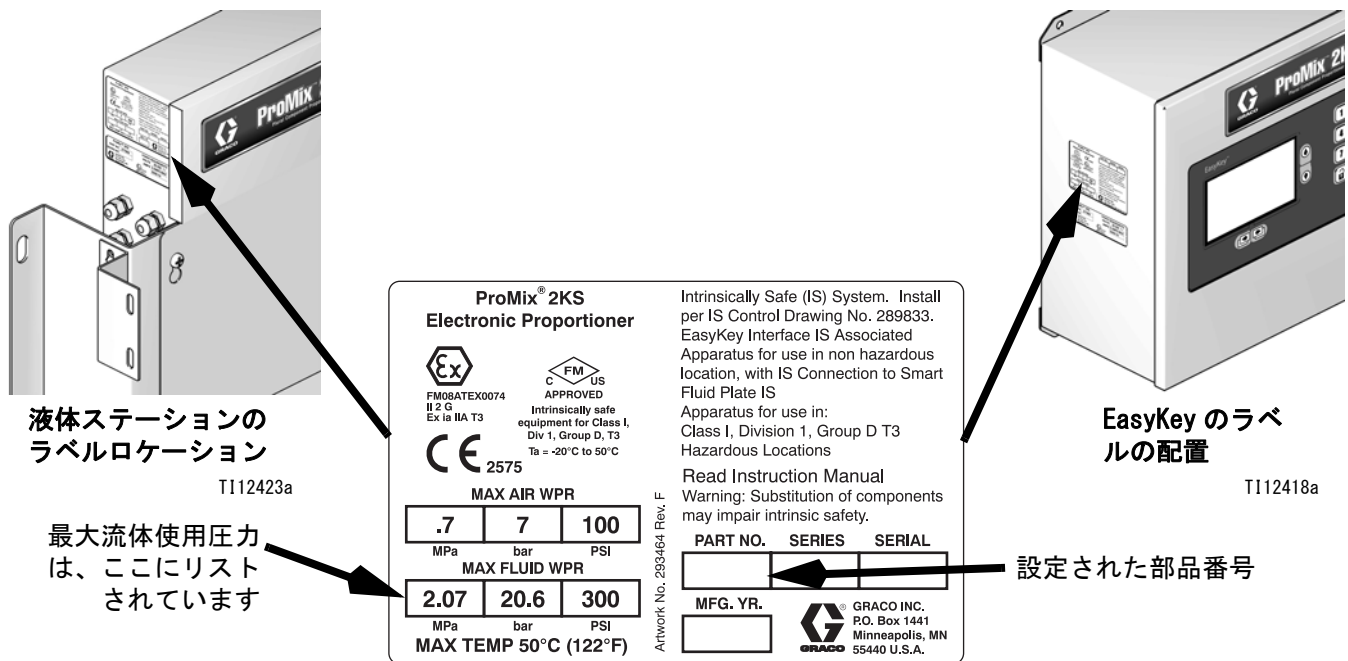 ProMix
G
GRACO
液体ステーションの
ラベルロケーション
TI12423a
最大流体使用圧力
は、ここにリスト
されています
ProMix® 2KS
Electronic Proportioner
Ex
FM08ATEX0074
II 2 G
Ex ia IIA T3
CE 2575
FM
C US
APPROVED
Intrinsically safe
equipment for Class I,
Div 1, Group D, T3
Ta = -20°C to 50°C
MAX AIR WPR
.7 7 100
MPa bar PSI
MAX FLUID WPR
2.07 20.6 300
MPa bar PSI
MAX TEMP 50°C (122°F)
Artwork No. 293464 Rev. F
Intrinsically Safe (IS) System. Install
per IS Control Drawing No. 289833.
EasyKey Interface IS Associated
Apparatus for use in non hazardous
location, with IS Connection to Smart
Fluid Plate IS
Apparatus for use in:
Class I, Division 1, Group D T3
Hazardous Locations
Read Instruction Manual
Warning: Substitution of components
may impair intrinsic safety.
PART NO. SERIES SERIAL
MFG. YR.
G®
GRACO
GRACO INC.
P.O. Box 1441
Minneapolis, MN
55440 U.S.A.
ProMix™ 2K
G
GRACO
EasyKey™
1
4
7
EasyKey のラベ
ルの配置
TI12418a
設定された部品番号